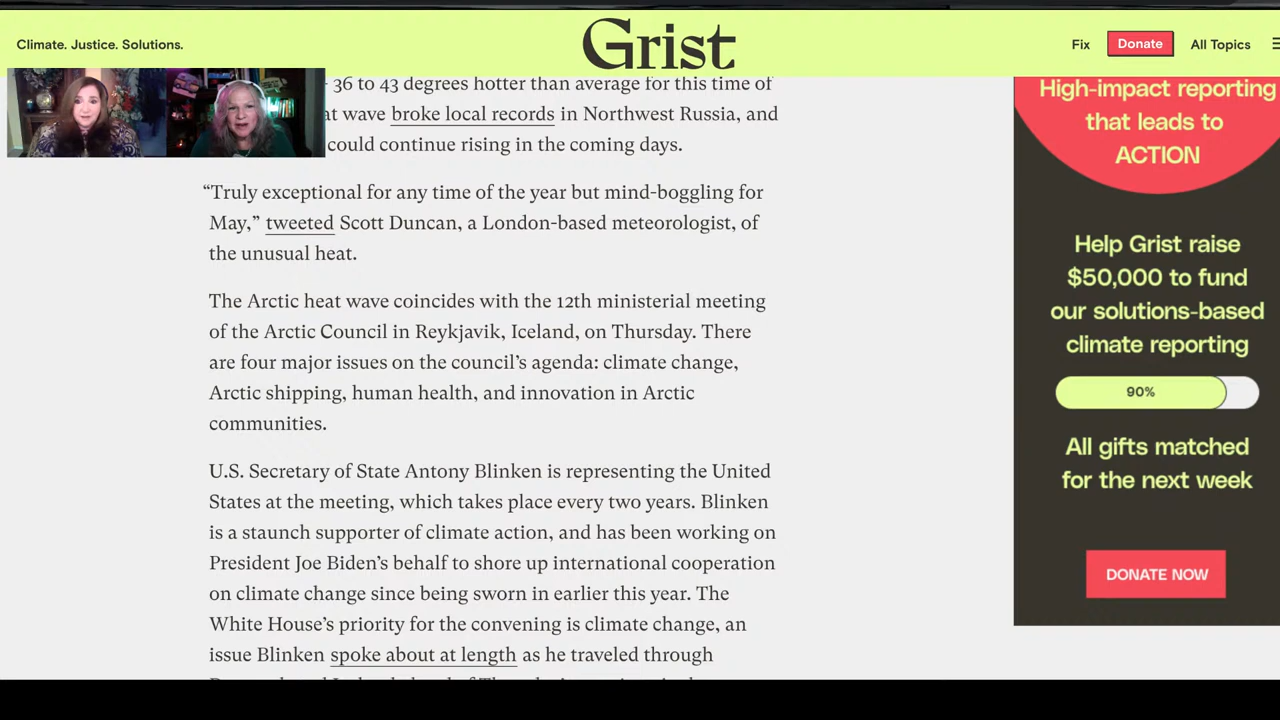 Climate. Justice. Solutions.
Grist
Fix
Donate
All Topics
36 to 43 degrees hotter than average for this time of
at wave broke local records in Northwest Russia, and
could continue rising in the coming days.
“Truly exceptional for any time of the year but mind-boggling for
May,” tweeted Scott Duncan, a London-based meteorologist, of
the unusual heat.
The Arctic heat wave coincides with the 12th ministerial meeting
of the Arctic Council in Reykjavik, Iceland, on Thursday. There
are four major issues on the council’s agenda: climate change,
Arctic shipping, human health, and innovation in Arctic
communities.
U.S. Secretary of State Antony Blinken is representing the United
States at the meeting, which takes place every two years. Blinken
is a staunch supporter of climate action, and has been working on
President Joe Biden’s behalf to shore up international cooperation
on climate change since being sworn in earlier this year. The
White House’s priority for the convening is climate change, an
issue Blinken spoke about at length as he traveled through
High-impact reporting
that leads to
ACTION
Help Grist raise
$50,000 to fund
our solutions-based
climate reporting
90%
All gifts matched
for the next week
DONATE NOW